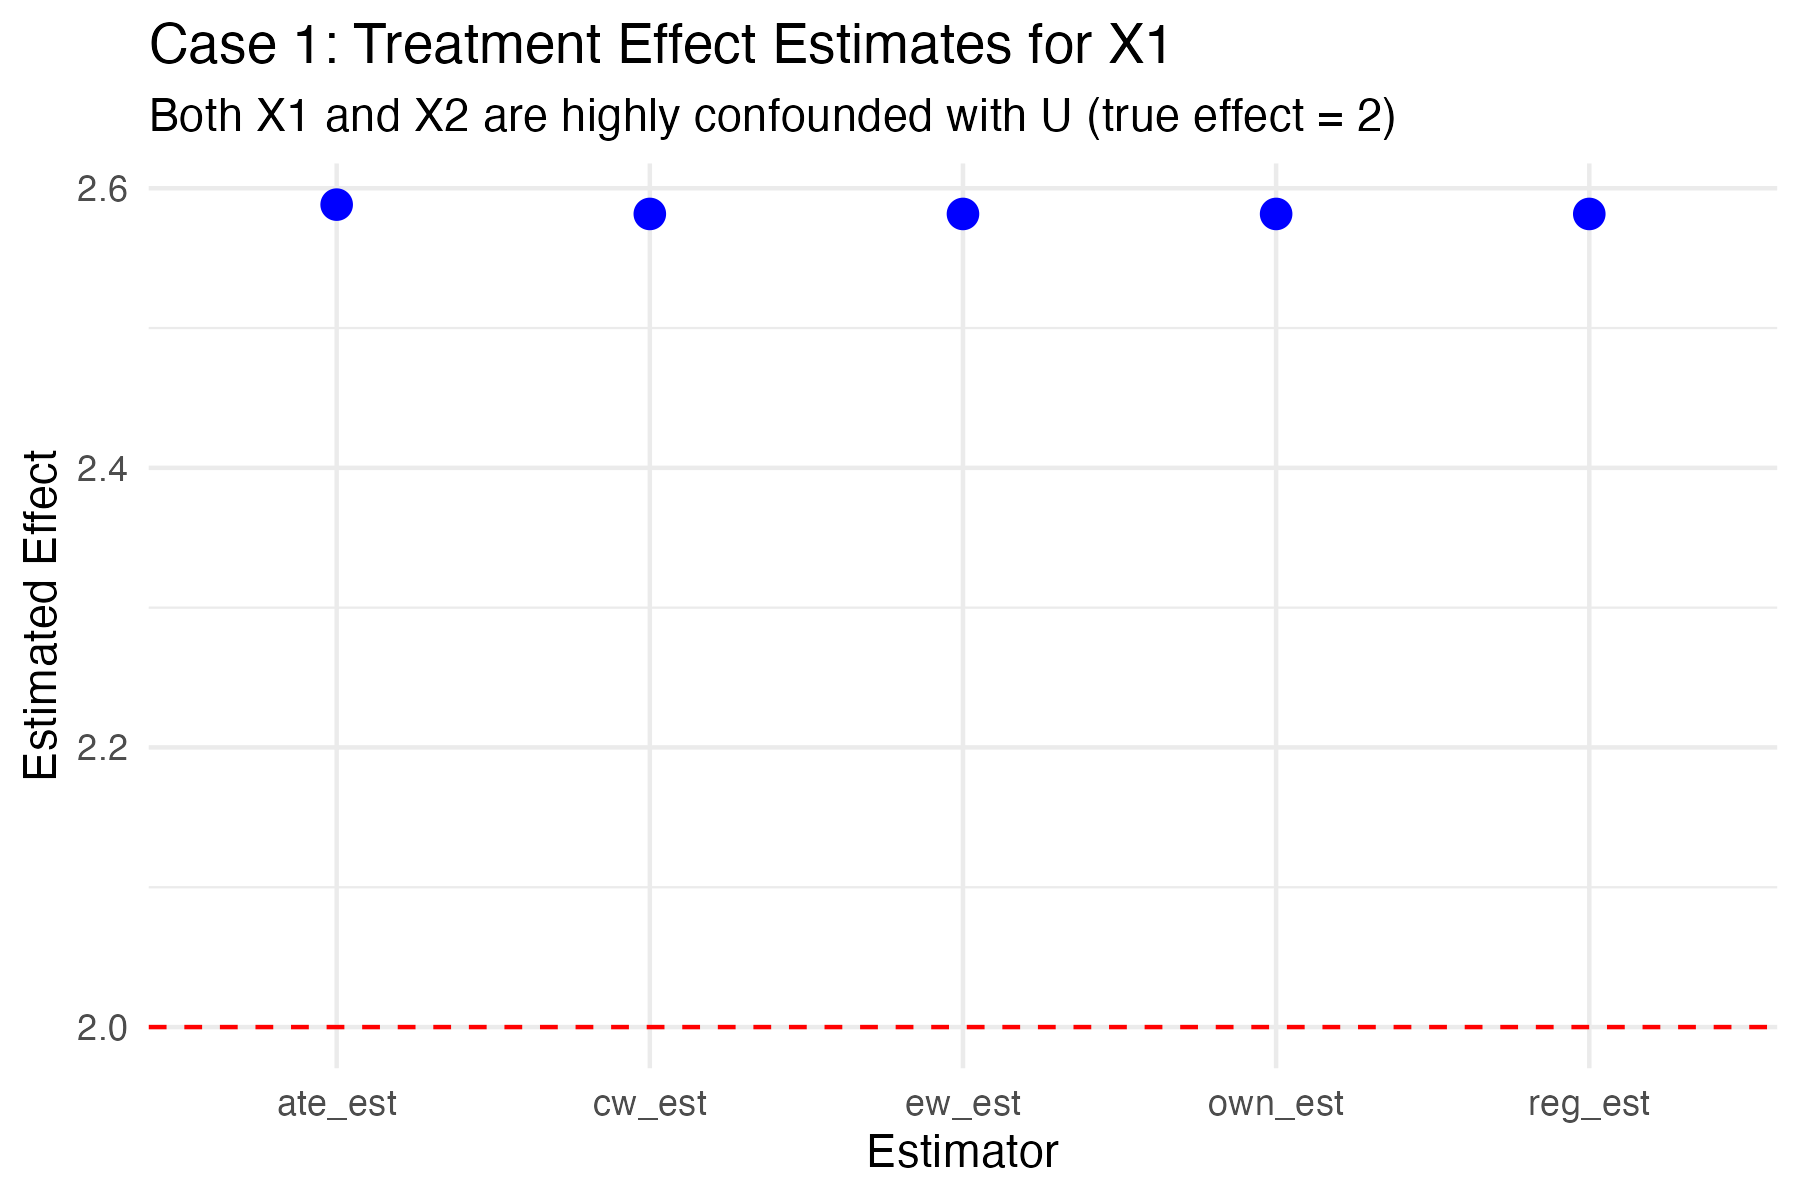 Case 1: Treatment Effect Estimates for X1
Both X1 and X2 are highly confounded with U (true effect = 2)
Estimated Effect
2.6
2.4
2.2
2.0
ate_est cw_est ew_est own_est reg_est
Estimator